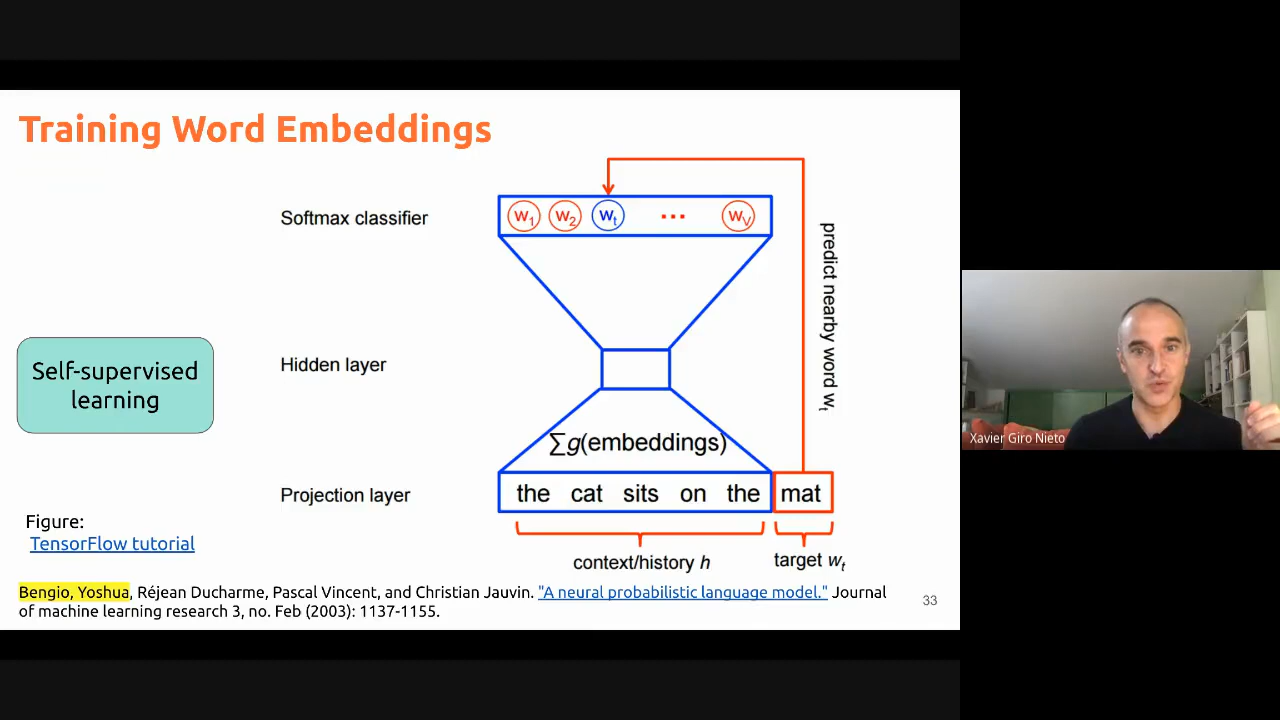 Training Word Embeddings
Softmax classifier
w1 w2 wt ... wV
predict nearby word wt
Self-supervised
learning
Hidden layer
∑g(embeddings)
Projection layer
the cat sits on the mat
context/history h
target wt
Figure:
TensorFlow tutorial
Bengio, Yoshua, Réjean Ducharme, Pascal Vincent, and Christian Jauvin. "A neural probabilistic language model." Journal
of machine learning research 3, no. Feb (2003): 1137-1155.
33
Xavier Giro Nieto